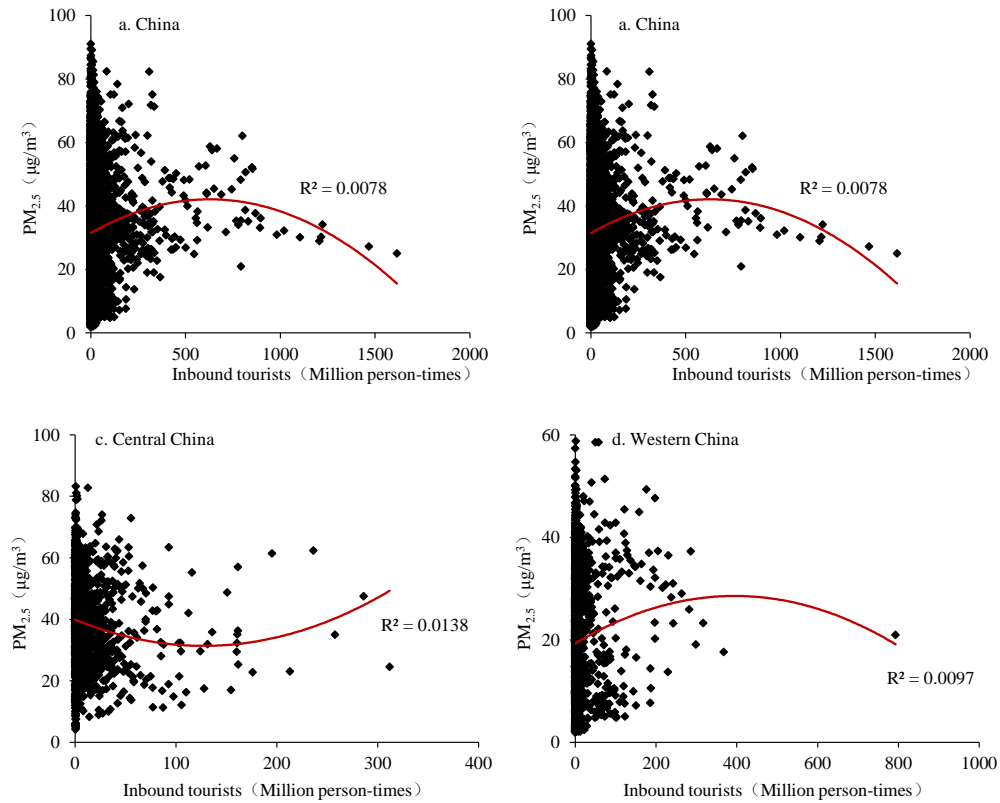 a. China
100
80
60
40
20
0
PM2.5（μg/m³）
R² = 0.0078
0 500 1000 1500 2000
Inbound tourists（Million person-times）
a. China
100
80
60
40
20
0
PM2.5（μg/m³）
R² = 0.0078
0 500 1000 1500 2000
Inbound tourists（Million person-times）
c. Central China
100
80
60
40
20
0
PM2.5（μg/m³）
R² = 0.0138
0 100 200 300 400
Inbound tourists（Million person-times）
d. Western China
60
40
20
0
PM2.5（μg/m³）
R² = 0.0097
0 200 400 600 800 1000
Inbound tourists（Million person-times）